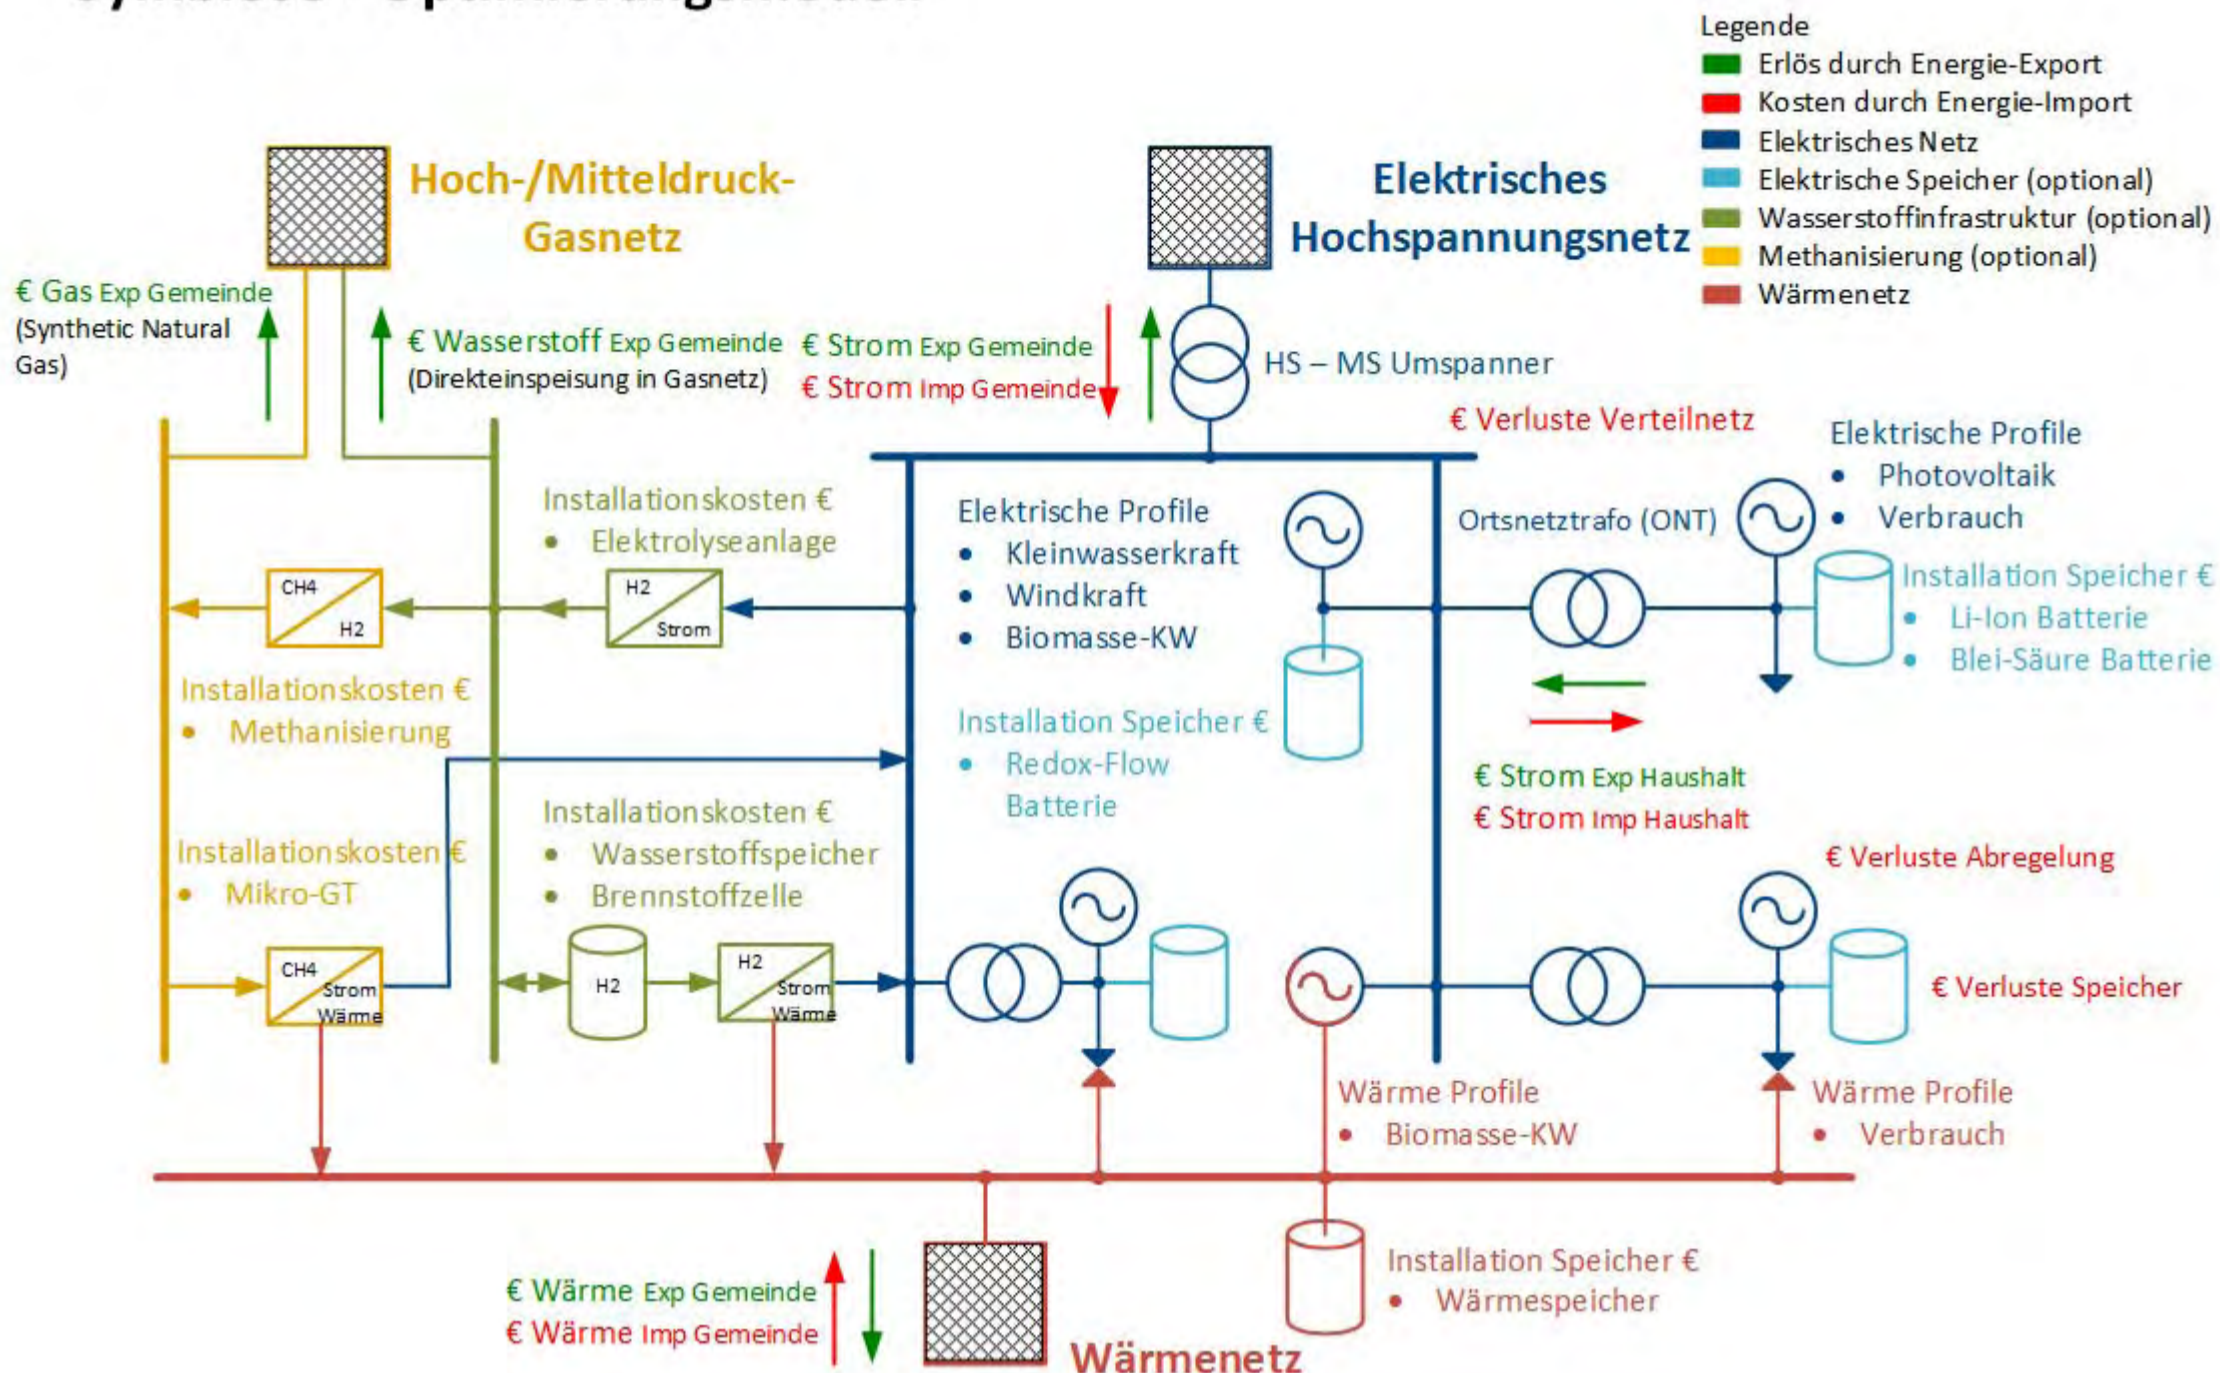 Legende
Erlös durch Energie-Export
Kosten durch Energie-Import
Elektrisches Netz
Elektrische Speicher (optional)
Wasserstoffinfrastruktur (optional)
Methanisierung (optional)
Wärmenetz
Hoch-/Mitteldruck-
Gasnetz
Elektrisches
Hochspannungsnetz
€ Gas Exp Gemeinde
(Synthetic Natural
Gas)
€ Wasserstoff Exp Gemeinde
(Direkteinspeisung in Gasnetz)
€ Strom Exp Gemeinde
€ Strom Imp Gemeinde
HS – MS Umspanner
€ Verluste Verteilnetz
Elektrische Profile
• Photovoltaik
• Verbrauch
Installationskosten €
• Elektrolyseanlage
Elektrische Profile
• Kleinwasserkraft
• Windkraft
• Biomasse-KW
Ortsnetztrafo (ONT)
Installation Speicher €
• Li-Ion Batterie
• Blei-Säure Batterie
CH4
H2
H2
Strom
Installationskosten €
• Methanisierung
Installation Speicher €
• Redox-Flow
Batterie
€ Strom Exp Haushalt
€ Strom Imp Haushalt
Installationskosten €
• Mikro-GT
Installationskosten €
• Wasserstoffspeicher
• Brennstoffzelle
€ Verluste Abregelung
CH4
Strom
Wärme
H2
H2
Strom
Wärme
€ Verluste Speicher
Wärme Profile
• Biomasse-KW
Wärme Profile
• Verbrauch
€ Wärme Exp Gemeinde
€ Wärme Imp Gemeinde
Wärmenetz
Installation Speicher €
• Wärmespeicher